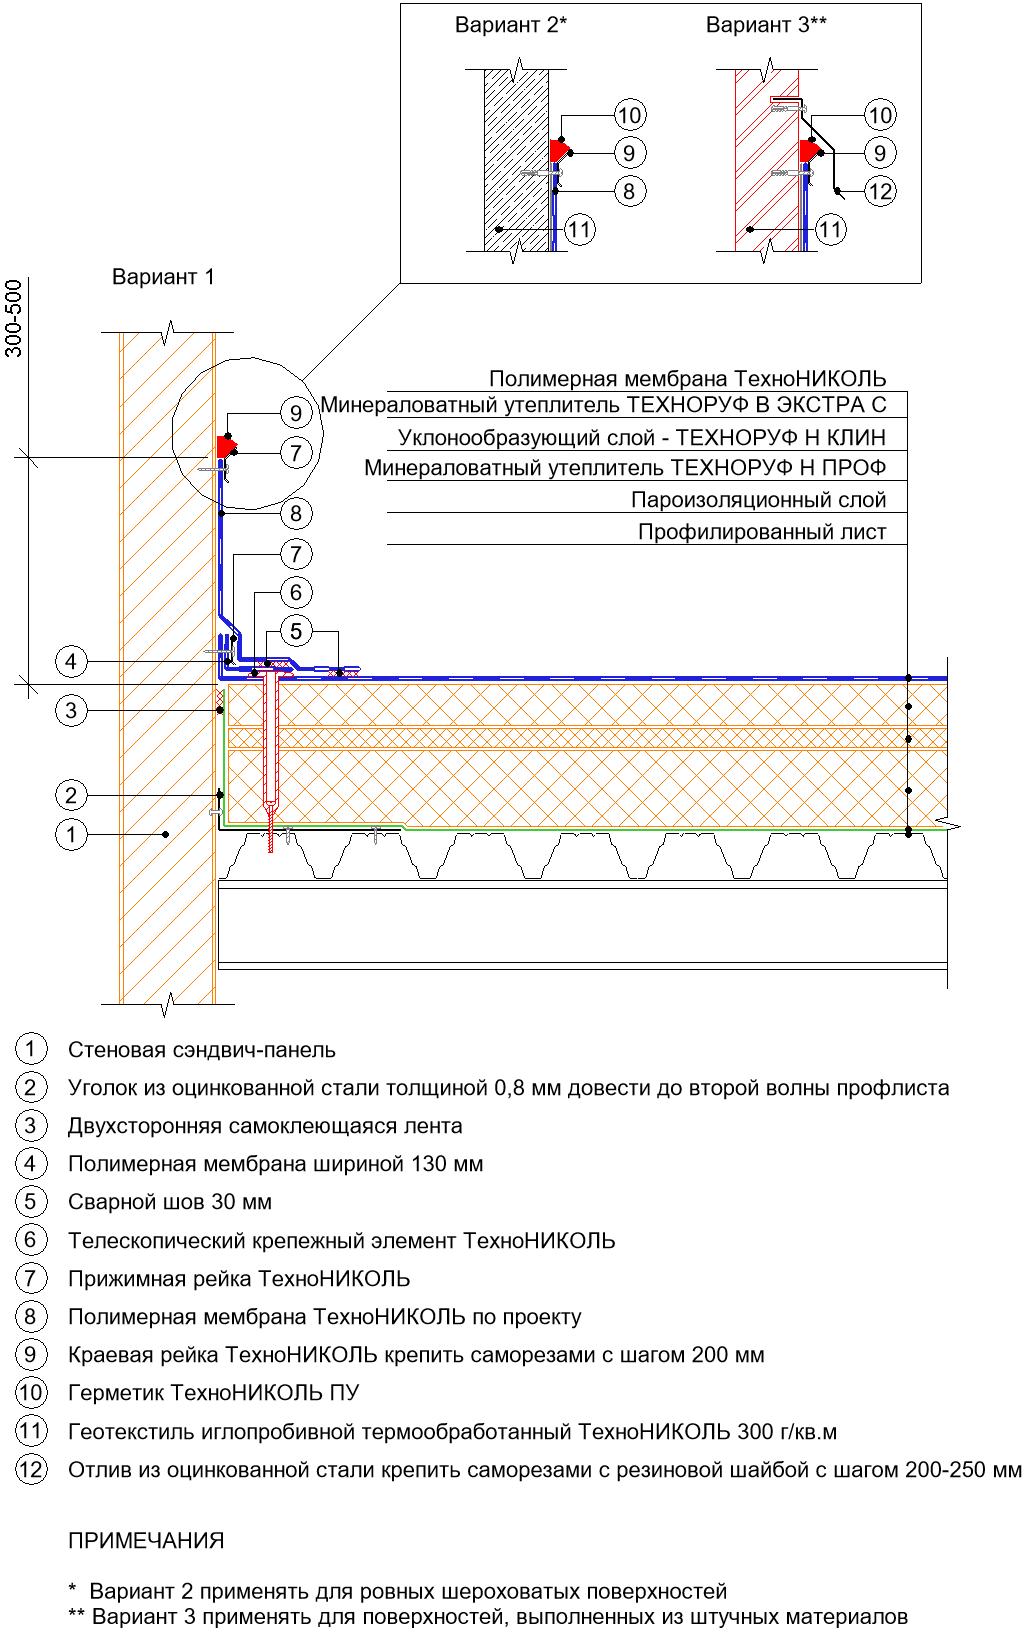 Вариант 2*
Вариант 3**
10
9
8
11
10
9
12
11
Вариант 1
300-500
Полимерная мембрана ТехноНИКОЛЬ
Минераловатный утеплитель ТЕХНОРУФ В ЭКСТРА С
Уклонообразующий слой - ТЕХНОРУФ Н КЛИН
Минераловатный утеплитель ТЕХНОРУФ Н ПРОФ
Пароизоляционный слой
Профилированный лист
9
7
8
7
6
5
4
3
2
1
1 Стеновая сэндвич-панель
2 Уголок из оцинкованной стали толщиной 0,8 мм довести до второй волны профлиста
3 Двухсторонняя самоклеющаяся лента
4 Полимерная мембрана шириной 130 мм
5 Сварной шов 30 мм
6 Телескопический крепежный элемент ТехноНИКОЛЬ
7 Прижимная рейка ТехноНИКОЛЬ
8 Полимерная мембрана ТехноНИКОЛЬ по проекту
9 Краевая рейка ТехноНИКОЛЬ крепить саморезами с шагом 200 мм
10 Герметик ТехноНИКОЛЬ ПУ
11 Геотекстиль иглопробивной термообработанный ТехноНИКОЛЬ 300 г/кв.м
12 Отлив из оцинкованной стали крепить саморезами с резиновой шайбой с шагом 200-250 мм
ПРИМЕЧАНИЯ
* Вариант 2 применять для ровных шероховатых поверхностей
** Вариант 3 применять для поверхностей, выполненных из штучных материалов